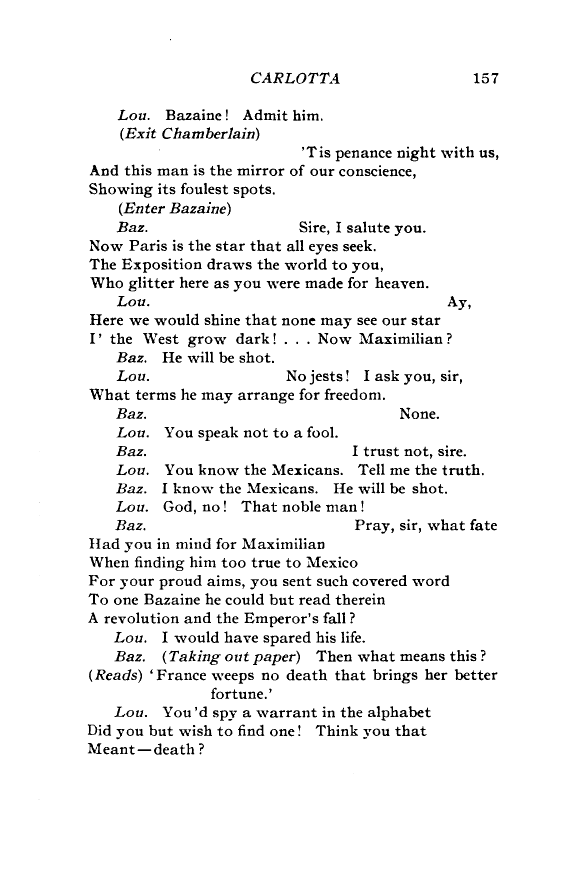 CARLOTTA 157
Lou. Bazaine! Admit him.
(Exit Chamberlain)
'Tis penance night with us,
And this man is the mirror of our conscience,
Showing its foulest spots.
(Enter Bazaine)
Baz. Sire, I salute you.
Now Paris is the star that all eyes seek.
The Exposition draws the world to you,
Who glitter here as you were made for heaven.
Lou. Ay,
Here we would shine that none may see our star
I' the West grow dark! . . . Now Maximilian?
Baz. He will be shot.
Lou. No jests! I ask you, sir,
What terms he may arrange for freedom.
Baz. None.
Lou. You speak not to a fool.
Baz. I trust not, sire.
Lou. You know the Mexicans. Tell me the truth.
Baz. I know the Mexicans. He will be shot.
Lou. God, no! That noble man!
Baz. Pray, sir, what fate
Had you in mind for Maximilian
When finding him too true to Mexico
For your proud aims, you sent such covered word
To one Bazaine he could but read therein
A revolution and the Emperor's fall?
Lou. I would have spared his life.
Baz. (Taking out paper) Then what means this?
(Reads) 'France weeps no death that brings her better
fortune.'
Lou. You'd spy a warrant in the alphabet
Did you but wish to find one! Think you that
Meant—death?